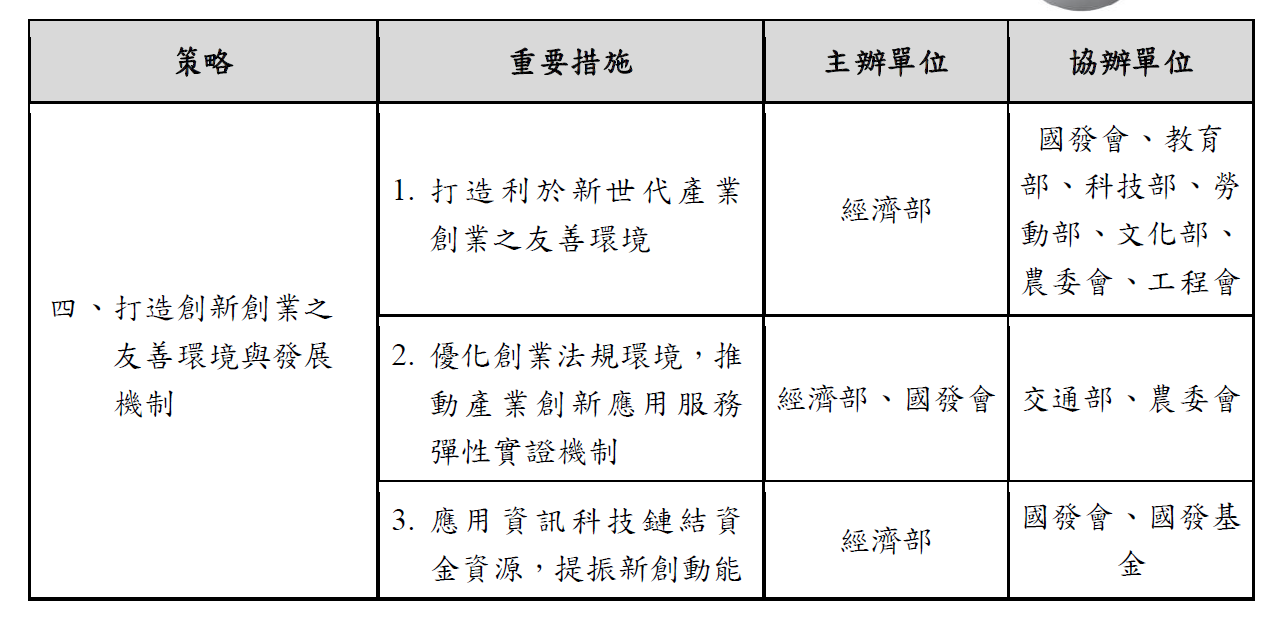 策略 重要措施 主辦單位 協辦單位
四、打造創新創業之
友善環境與發展
機制
1. 打造利於新世代產業
創業之友善環境
經濟部
國發會、教育
部、科技部、勞
動部、文化部、
農委會、工程會
2. 優化創業法規環境，推
動產業創新應用服務
彈性實證機制
經濟部、國發會
交通部、農委會
3. 應用資訊科技鏈結資
金資源，提振新創動能
經濟部
國發會、國發基
金